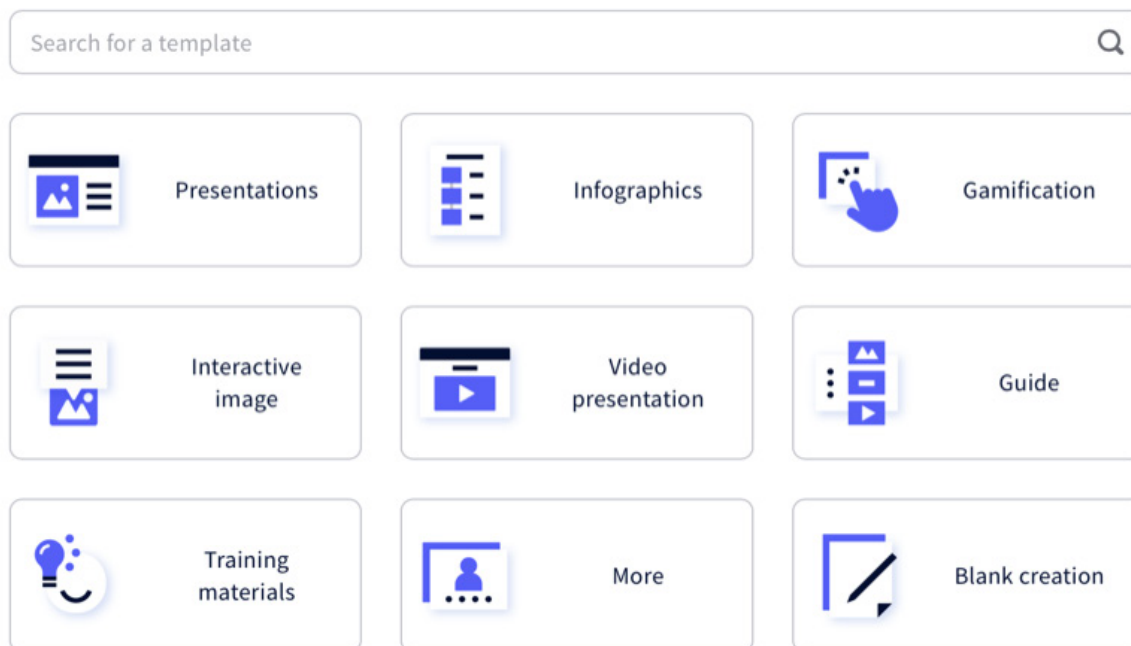 Search for a template
Presentations
Infographics
Gamification
Interactive
image
Video
presentation
Guide
Training
materials
More
Blank creation